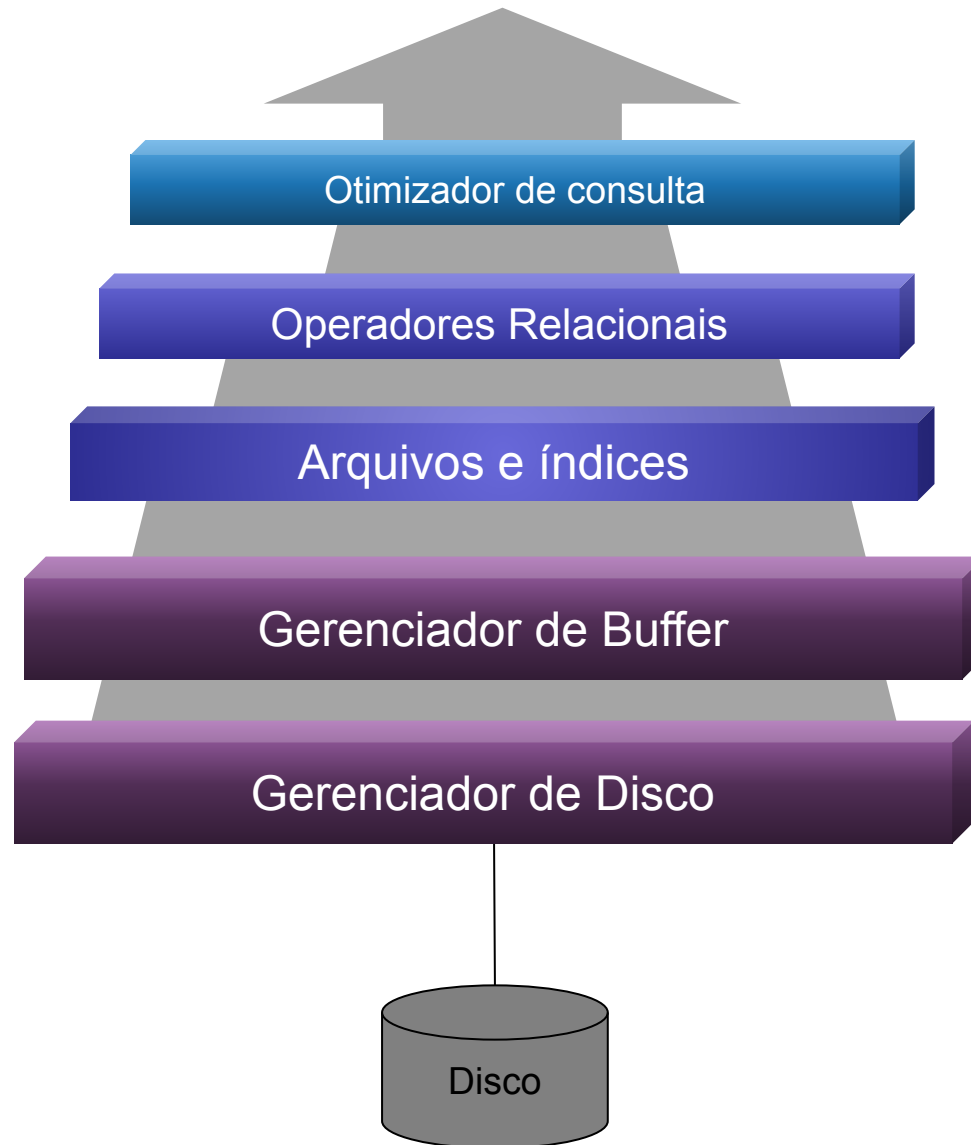 Otimizador de consulta
Operadores Relacionais
Arquivos e índices
Gerenciador de Buffer
Gerenciador de Disco
Disco